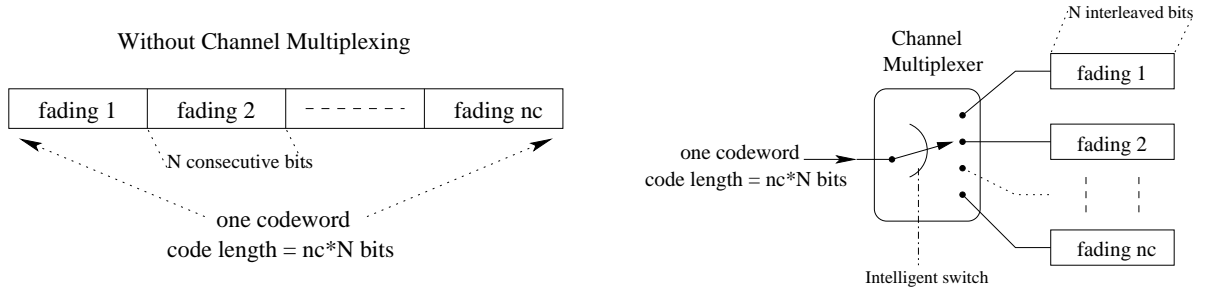 Without Channel Multiplexing
fading 1
fading 2
fading nc
N consecutive bits
one codeword
code length = nc*N bits
N interleaved bits
Channel
Multiplexer
fading 1
fading 2
fading nc
one codeword
code length = nc*N bits
Intelligent switch